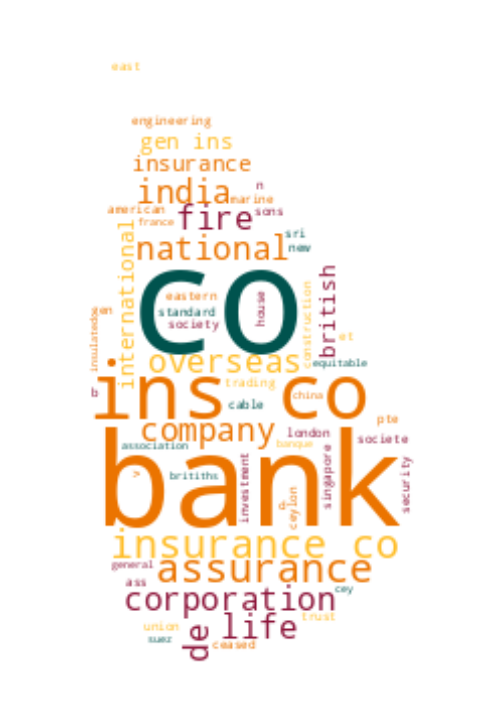 east
engineering
gen ins
insurance
n
india
marine
american
fire
sons
france
sri
national
new
international
co
eastern
house
british
standard
construction
society
en
insulatedoe
et
overseas
equitable
trading
b
ins co
china
cable
company
pte
london
societe
association
banque
v
britiths
bank
investment
singapore
security
d
ceylon
insurance co
general
assurance
ass
cey
corporation
trust
union
de
life
suez
ceased